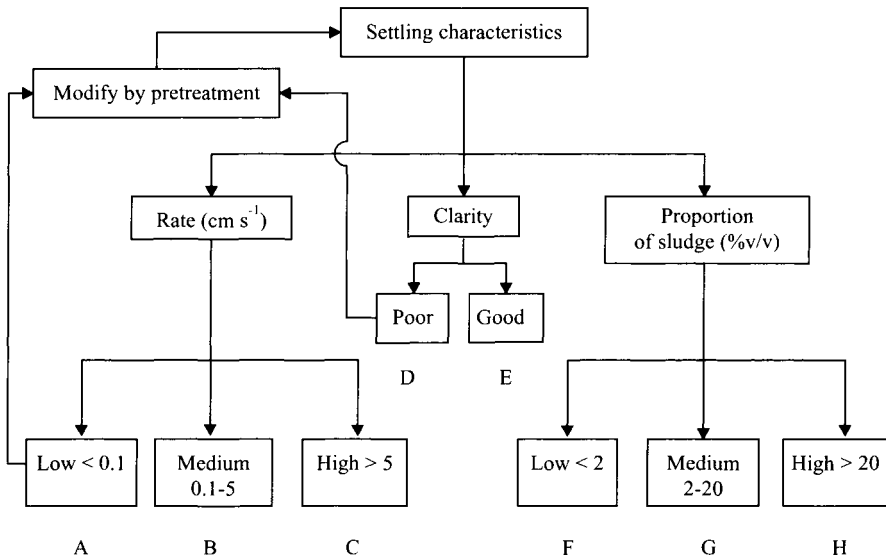 Settling characteristics
Modify by pretreatment
Rate (cm s⁻¹)
Clarity
Proportion
of sludge (%v/v)
Poor
Good
D
E
Low < 0.1
Medium
0.1-5
High > 5
Low < 2
Medium
2-20
High > 20
A
B
C
F
G
H